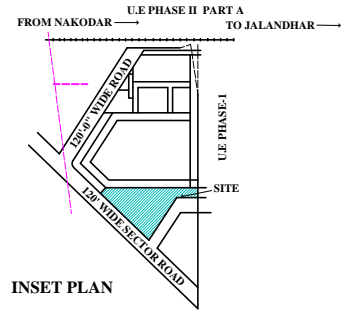 U.E PHASE II PART A
FROM NAKODAR
TO JALANDHAR
120'-0" WIDE ROAD
U.E PHASE-1
SITE
120' WIDE SECTOR ROAD
INSET PLAN